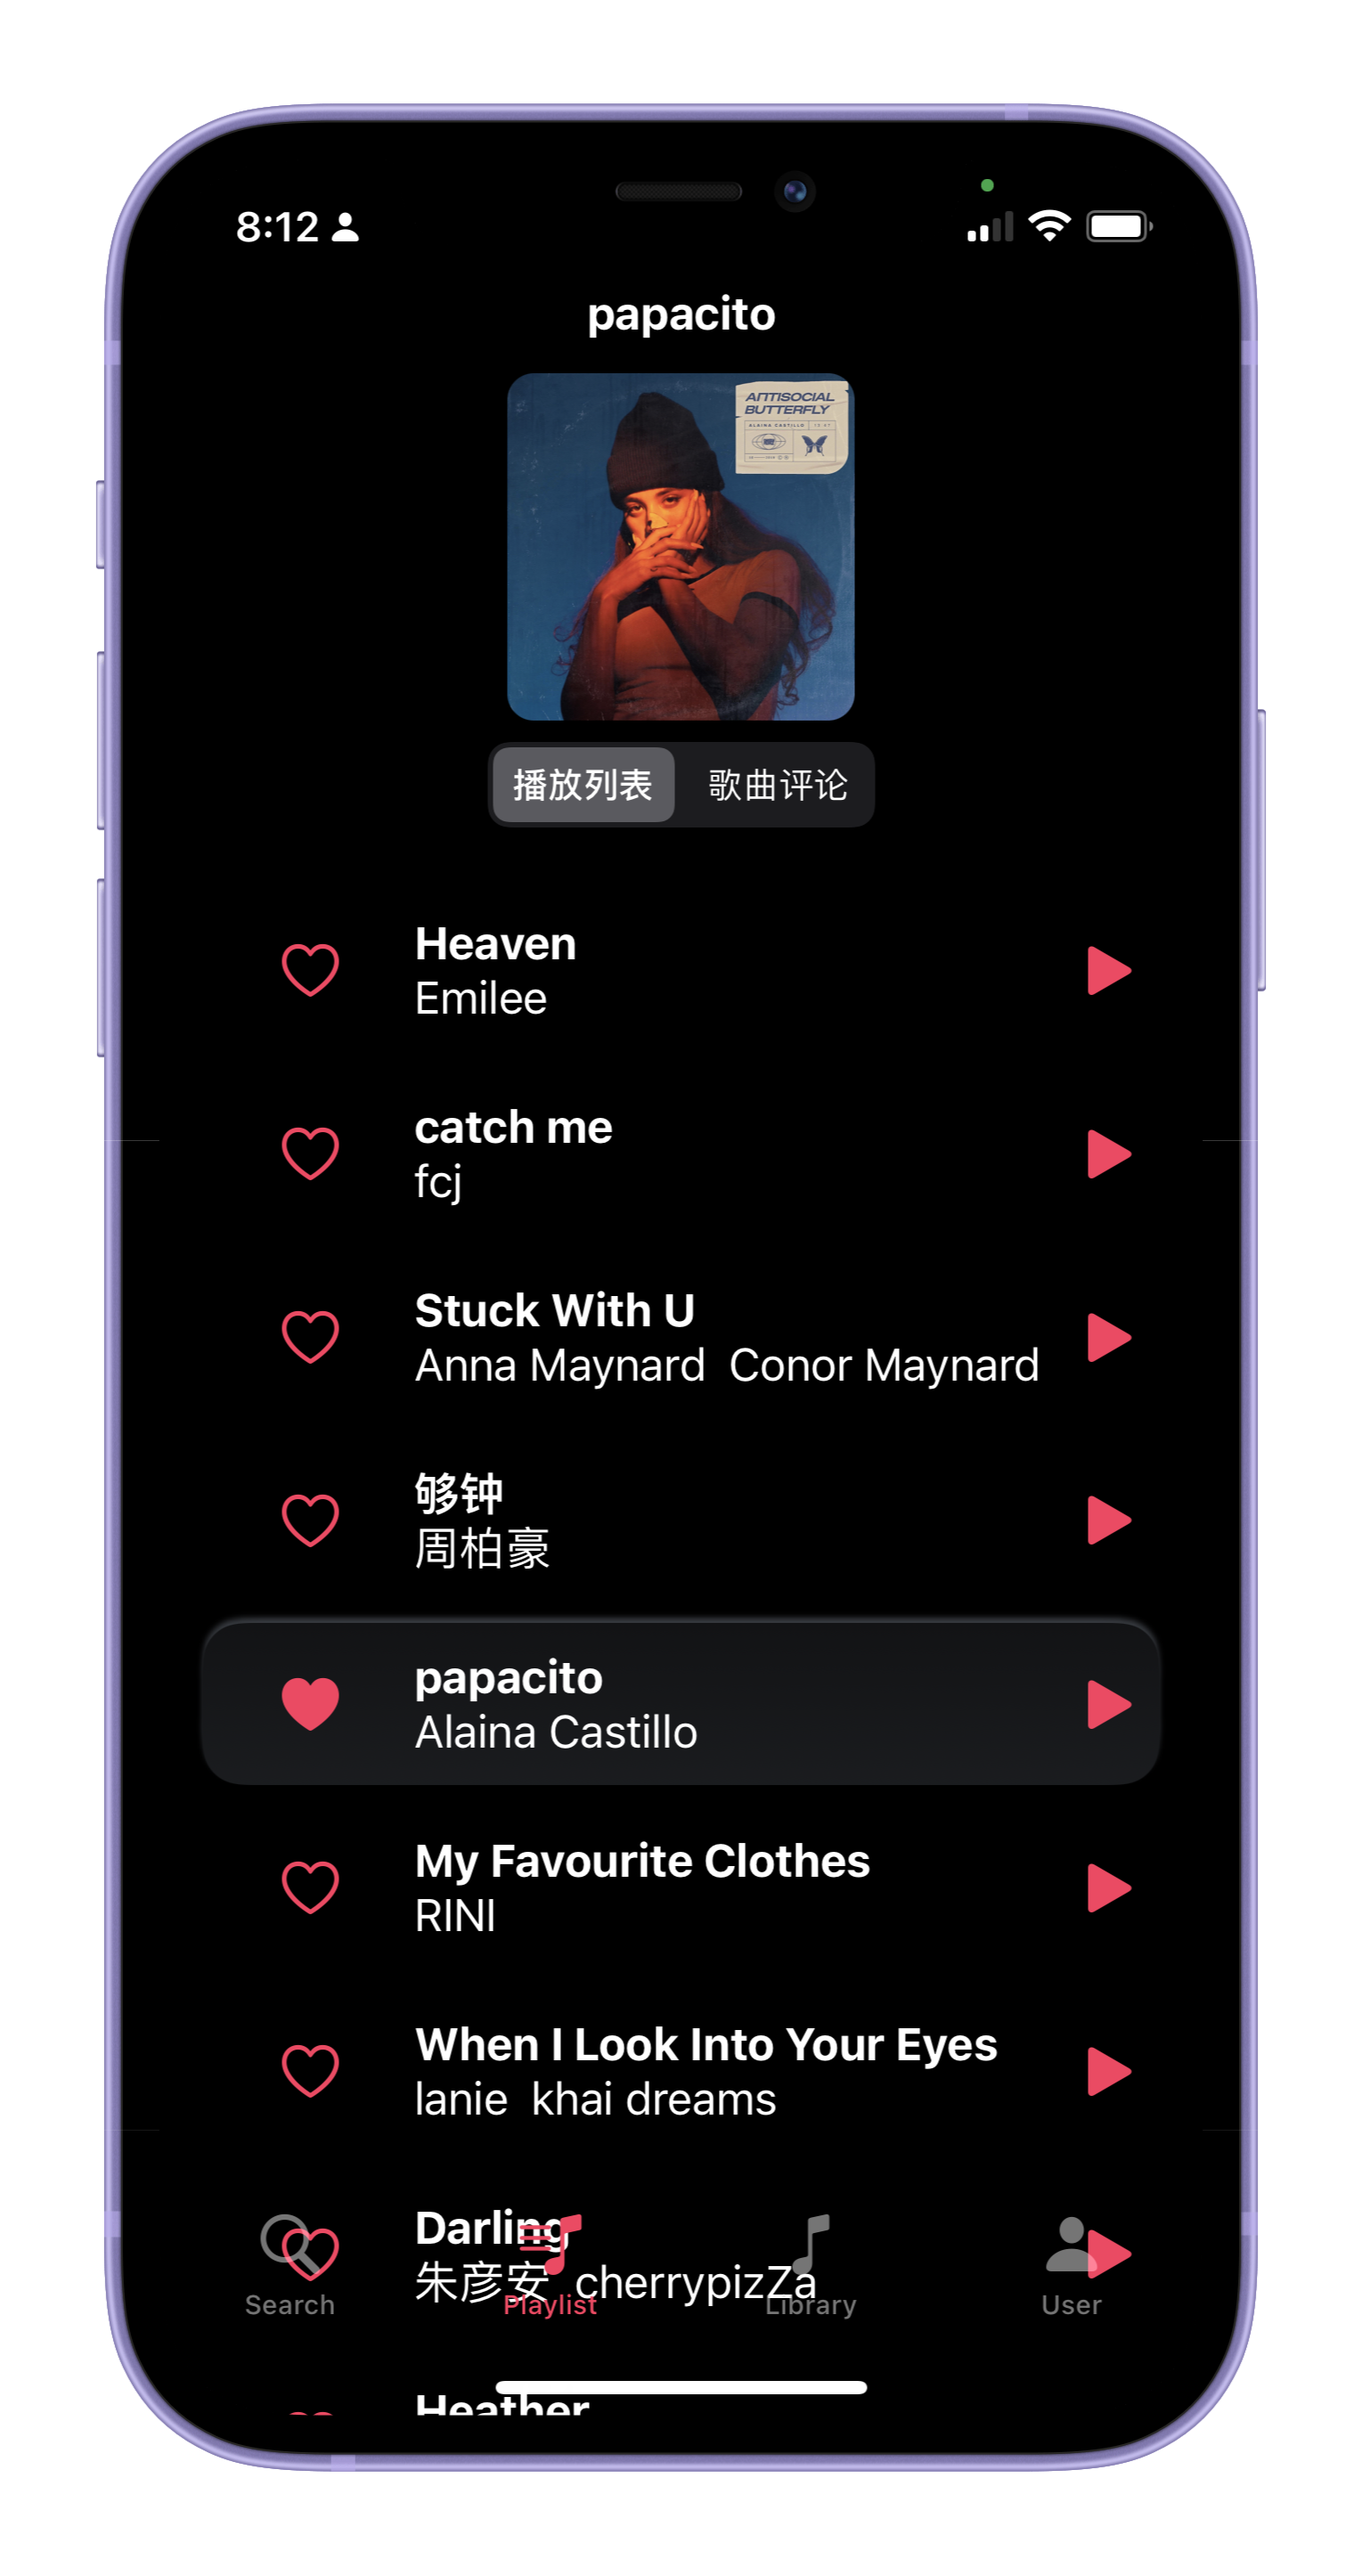 8:12
papacito
ANTISOCIAL
BUTTERFLY
ALAINA CASTILLO
播放列表 歌曲评论
Heaven
Emilee
catch me
fcj
Stuck With U
Anna Maynard Conor Maynard
够钟
周柏豪
papacito
Alaina Castillo
My Favourite Clothes
RINI
When I Look Into Your Eyes
lanie khai dreams
Darling
朱彦安 cherrypizZa
Search Playlist Library User
Heather